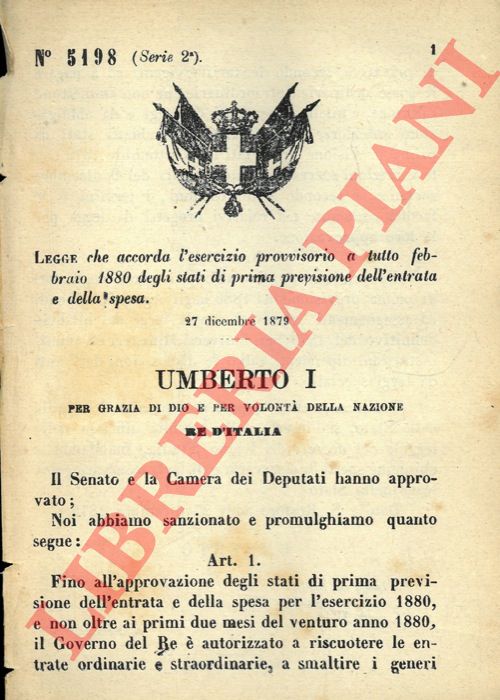 Nº 5198 (Serie 2ª).
1
LEGGE che accorda l'esercizio provvisorio a tutto feb-
braio 1880 degli stati di prima previsione dell'entrata
e della spesa.
27 dicembre 1879
UMBERTO I
PER GRAZIA DI DIO E PER VOLONTÀ DELLA NAZIONE
RE D'ITALIA
Il Senato e la Camera dei Deputati hanno appro-
vato;
Noi abbiamo sanzionato e promulghiamo quanto
segue:
Art. 1.
Fino all'approvazione degli stati di prima previ-
sione dell'entrata e della spesa per l'esercizio 1880,
e non oltre ai primi due mesi del venturo anno 1880,
il Governo del Re è autorizzato a riscuotere le en-
trate ordinarie e straordinarie, a smaltire i generi
LIBRERIAPIANI